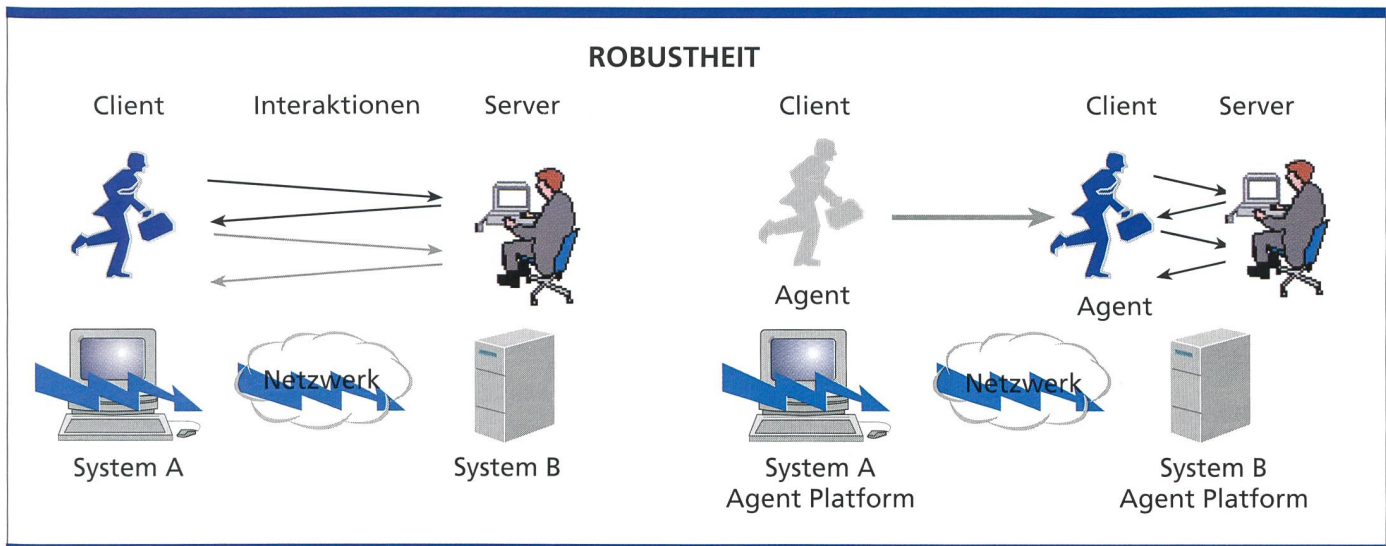 ROBUSTHEIT
Client Interaktionen Server
Netzwerk
System A System B
Client Client Server
Agent Agent
Netzwerk
System A System B
Agent Platform Agent Platform